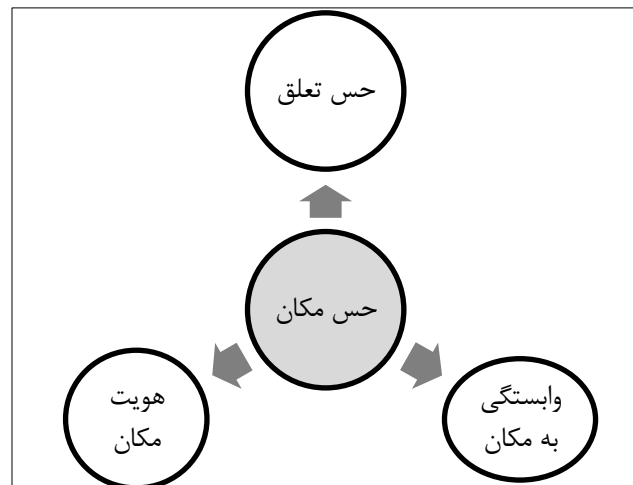 حس تعلق
حس مکان
وابستگی
به مکان
هویت
مکان